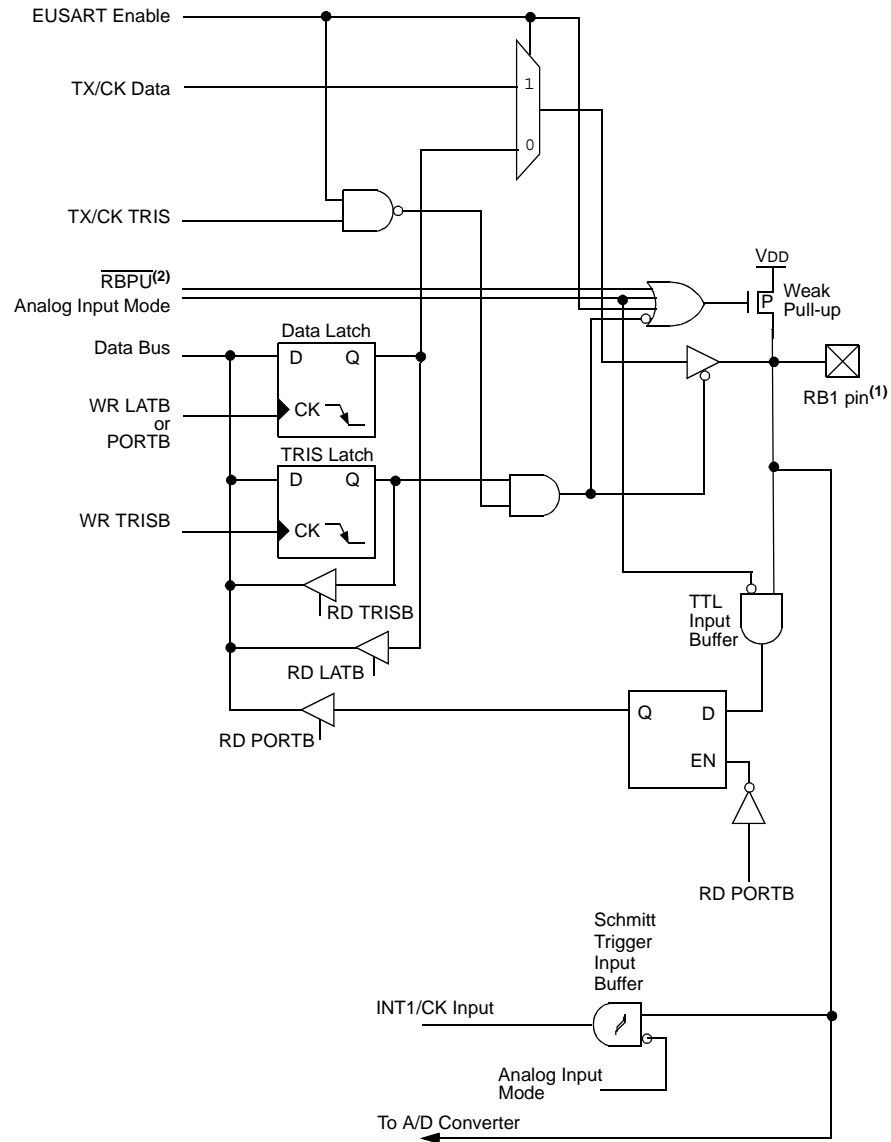 EUSART Enable
TX/CK Data
1
0
TX/CK TRIS
RBPU(2)
Analog Input Mode
VDD
P
Weak
Pull-up
Data Bus
Data Latch
D Q
CK
WR LATB
or
PORTB
RB1 pin(1)
TRIS Latch
D Q
CK
WR TRISB
RD TRISB
TTL
Input
Buffer
RD LATB
Q D
EN
RD PORTB
RD PORTB
Schmitt
Trigger
Input
Buffer
INT1/CK Input
Analog Input
Mode
To A/D Converter